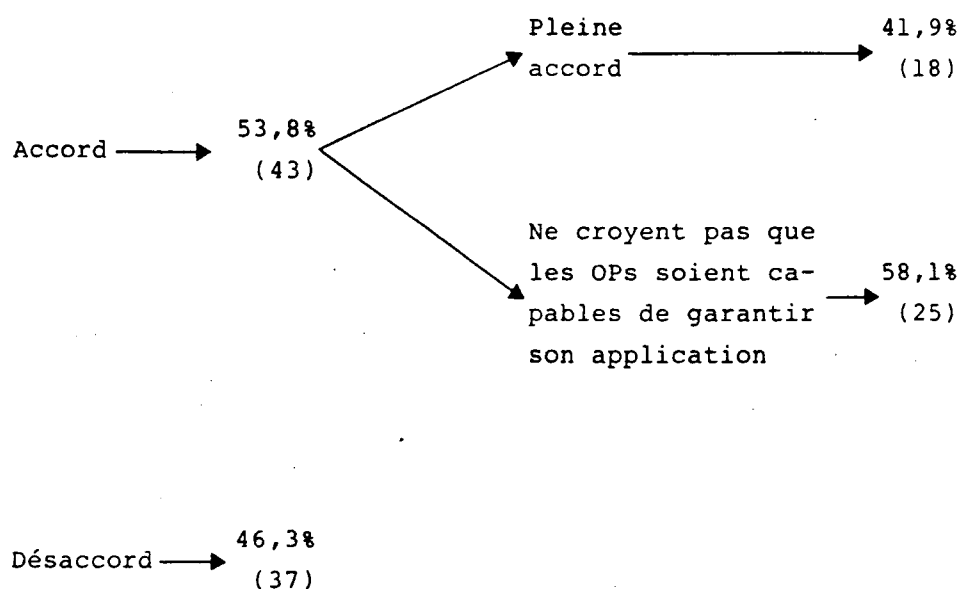 Pleine
accord
41,9%
(18)
Accord
53,8%
(43)
Ne croyent pas que
les OPs soient ca-
pables de garantir
son application
58,1%
(25)
Désaccord
46,3%
(37)